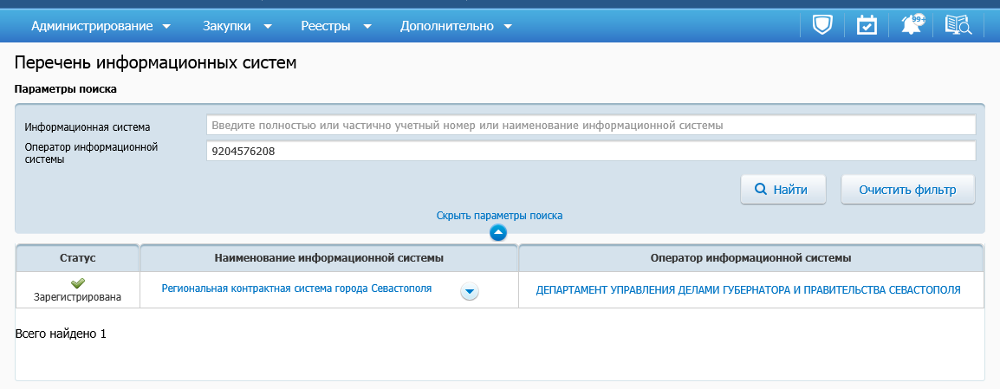 Администрирование Закупки Реестры Дополнительно 99+
Перечень информационных систем
Параметры поиска
Информационная система Введите полностью или частично учетный номер или наименование информационной системы
Оператор информационной
системы 9204576208
Найти Очистить фильтр
Скрыть параметры поиска
Статус Наименование информационной системы Оператор информационной системы
Зарегистрирована Региональная контрактная система города Севастополя ДЕПАРТАМЕНТ УПРАВЛЕНИЯ ДЕЛАМИ ГУБЕРНАТОРА И ПРАВИТЕЛЬСТВА СЕВАСТОПОЛЯ
Всего найдено 1